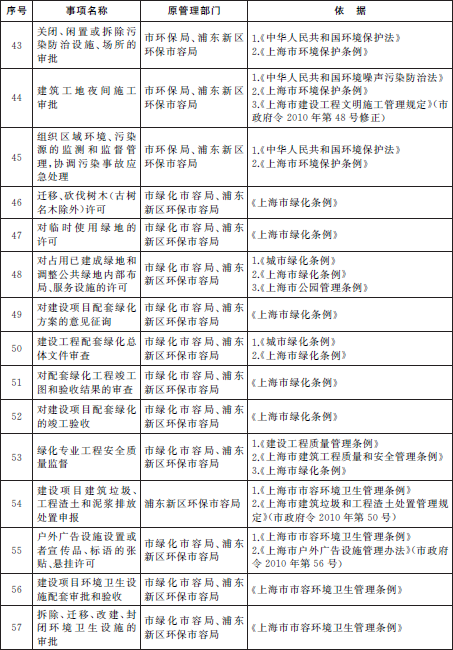 序号 事项名称 原管理部门 依据
43
关闭、闲置或拆除污
染防治设施、场所的
审批
市环保局、浦东新区
环保市容局
1.《中华人民共和国环境保护法》
2.《上海市环境保护条例》
44
建筑工地夜间施工
审批
市环保局、浦东新区
环保市容局
1.《中华人民共和国环境噪声污染防治法》
2.《上海市环境保护条例》
3.《上海市建设工程文明施工管理规定》(市
政府令2010年第48号修正)
45
组织区域环境、污染
源的监测和监督管
理,协调污染事故应
急处理
市环保局、浦东新区
环保市容局
1.《中华人民共和国环境保护法》
2.《上海市环境保护条例》
46
迁移、砍伐树木(古树
名木除外)许可
市绿化市容局、浦东
新区环保市容局
《上海市绿化条例》
47
对临时使用绿地的
许可
市绿化市容局、浦东
新区环保市容局
《上海市绿化条例》
48
对占用已建成绿地和
调整公共绿地内部布
局、服务设施的许可
市绿化市容局、浦东
新区环保市容局
1.《城市绿化条例》
2.《上海市绿化条例》
3.《上海市公园管理条例》
49
对建设项目配套绿化
方案的意见征询
市绿化市容局、浦东
新区环保市容局
《上海市绿化条例》
50
建设工程配套绿化总
体文件审查
市绿化市容局、浦东
新区环保市容局
1.《城市绿化条例》
2.《上海市绿化条例》
51
对配套绿化工程竣工
图和验收结果的审查
市绿化市容局、浦东
新区环保市容局
《上海市绿化条例》
52
对建设项目配套绿化
的竣工验收
市绿化市容局、浦东
新区环保市容局
《上海市绿化条例》
53
绿化专业工程安全质
量监督
市绿化市容局、浦东
新区环保市容局
1.《建设工程质量管理条例》
2.《上海市建筑工程质量和安全管理条例》
3.《上海市绿化条例》
54
建设项目建筑垃圾、
工程渣土和泥浆排放
处置申报
浦东新区环保市容局
1.《上海市市容环境卫生管理条例》
2.《上海市建筑垃圾和工程渣土处置管理规
定》(市政府令2010年第50号)
55
户外广告设施设置或
者宣传品、标语的张
贴、悬挂许可
市绿化市容局、浦东
新区环保市容局
1.《上海市市容环境卫生管理条例》
2.《上海市户外广告设施管理办法》(市政府
令2010年第56号)
56
建设项目环境卫生设
施配套审批和验收
市绿化市容局、浦东
新区环保市容局
《上海市市容环境卫生管理条例》
57
拆除、迁移、改建、封
闭环境卫生设施的
审批
市绿化市容局、浦东
新区环保市容局
《上海市市容环境卫生管理条例》